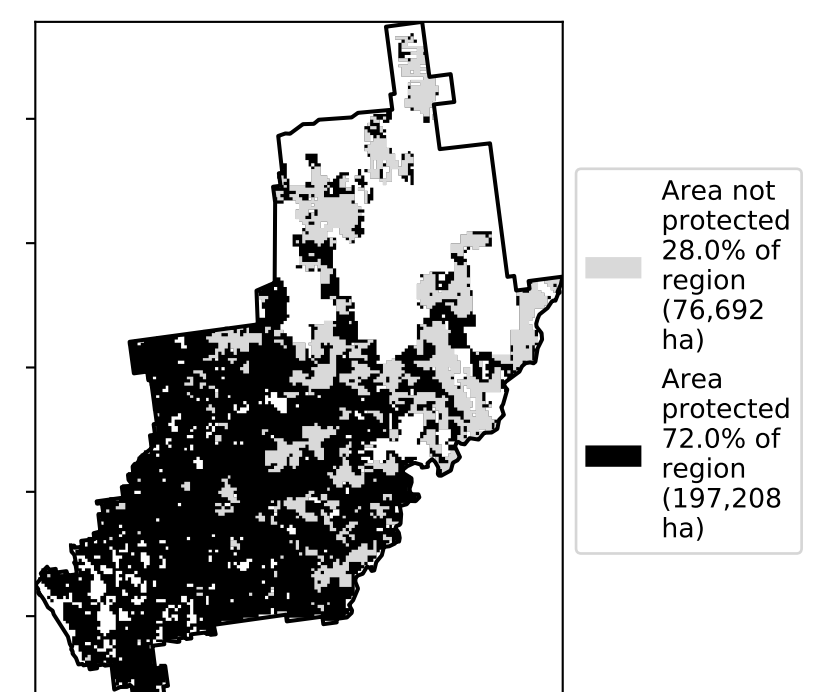 Area not
protected
28.0% of
region
(76,692
ha)
Area
protected
72.0% of
region
(197,208
ha)